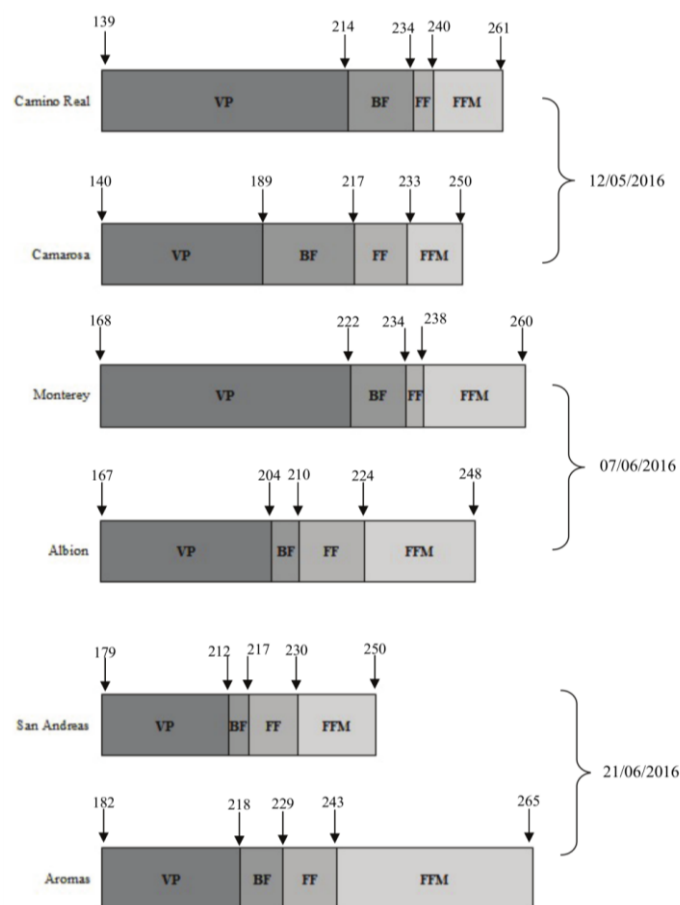 139 214 234 240 261
Camino Real VP BF FF FFM
12/05/2016
140 189 217 233 250
Camarosa VP BF FF FFM
168 222 234 238 260
Monterey VP BF FF FFM
07/06/2016
167 204 210 224 248
Albion VP BF FF FFM
179 212 217 230 250
San Andreas VP BF FF FFM
21/06/2016
182 218 229 243 265
Aromas VP BF FF FFM